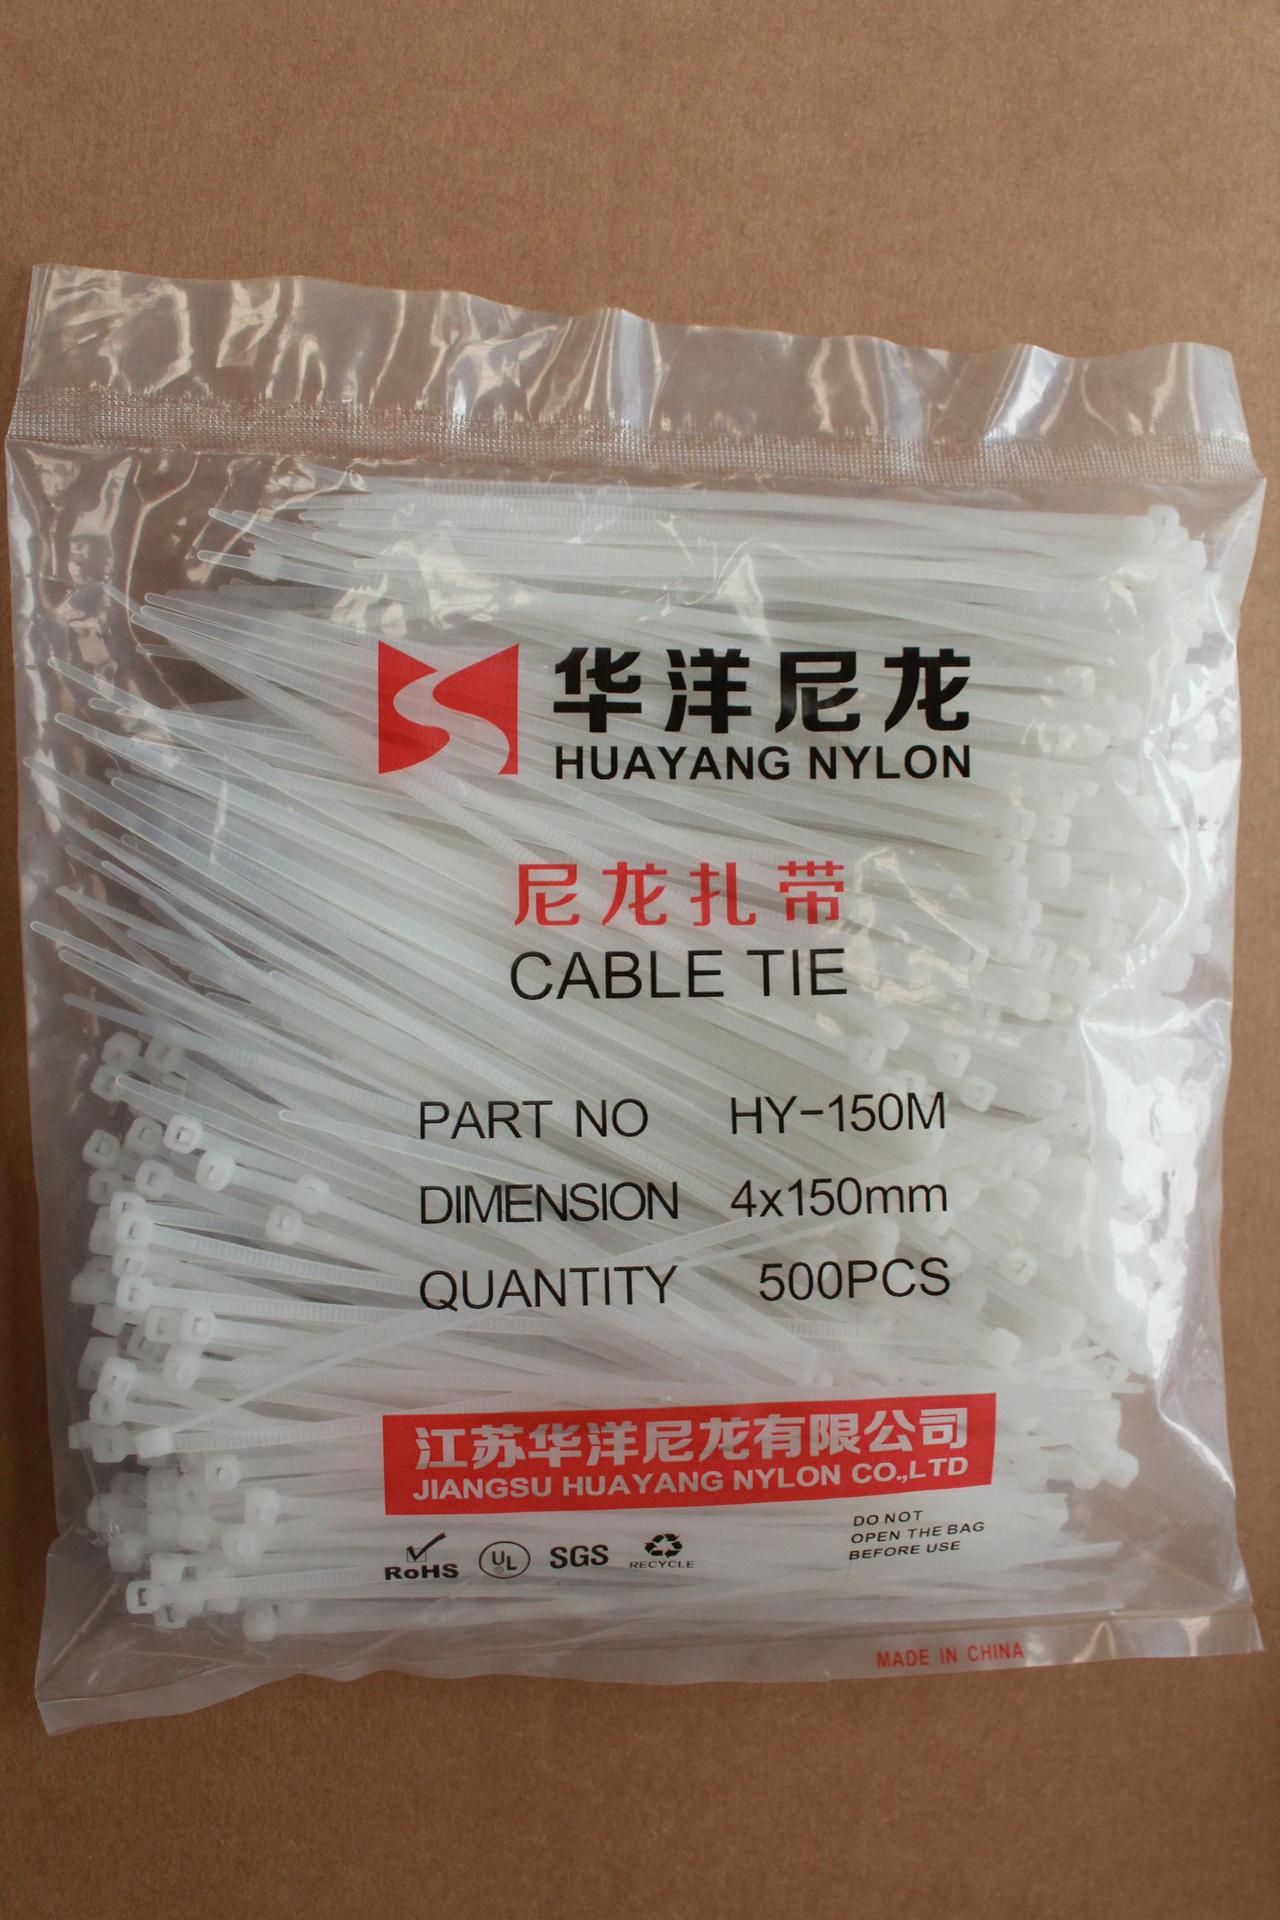 华洋尼龙
HUAYANG NYLON
尼龙扎带
CABLE TIE
PART NO HY-150M
DIMENSION 4x150mm
QUANTITY 500PCS
江苏华洋尼龙有限公司
JIANGSU HUAYANG NYLON CO.,LTD
RoHS UL SGS RECYCLE
DO NOT
OPEN THE BAG
BEFORE USE
MADE IN CHINA